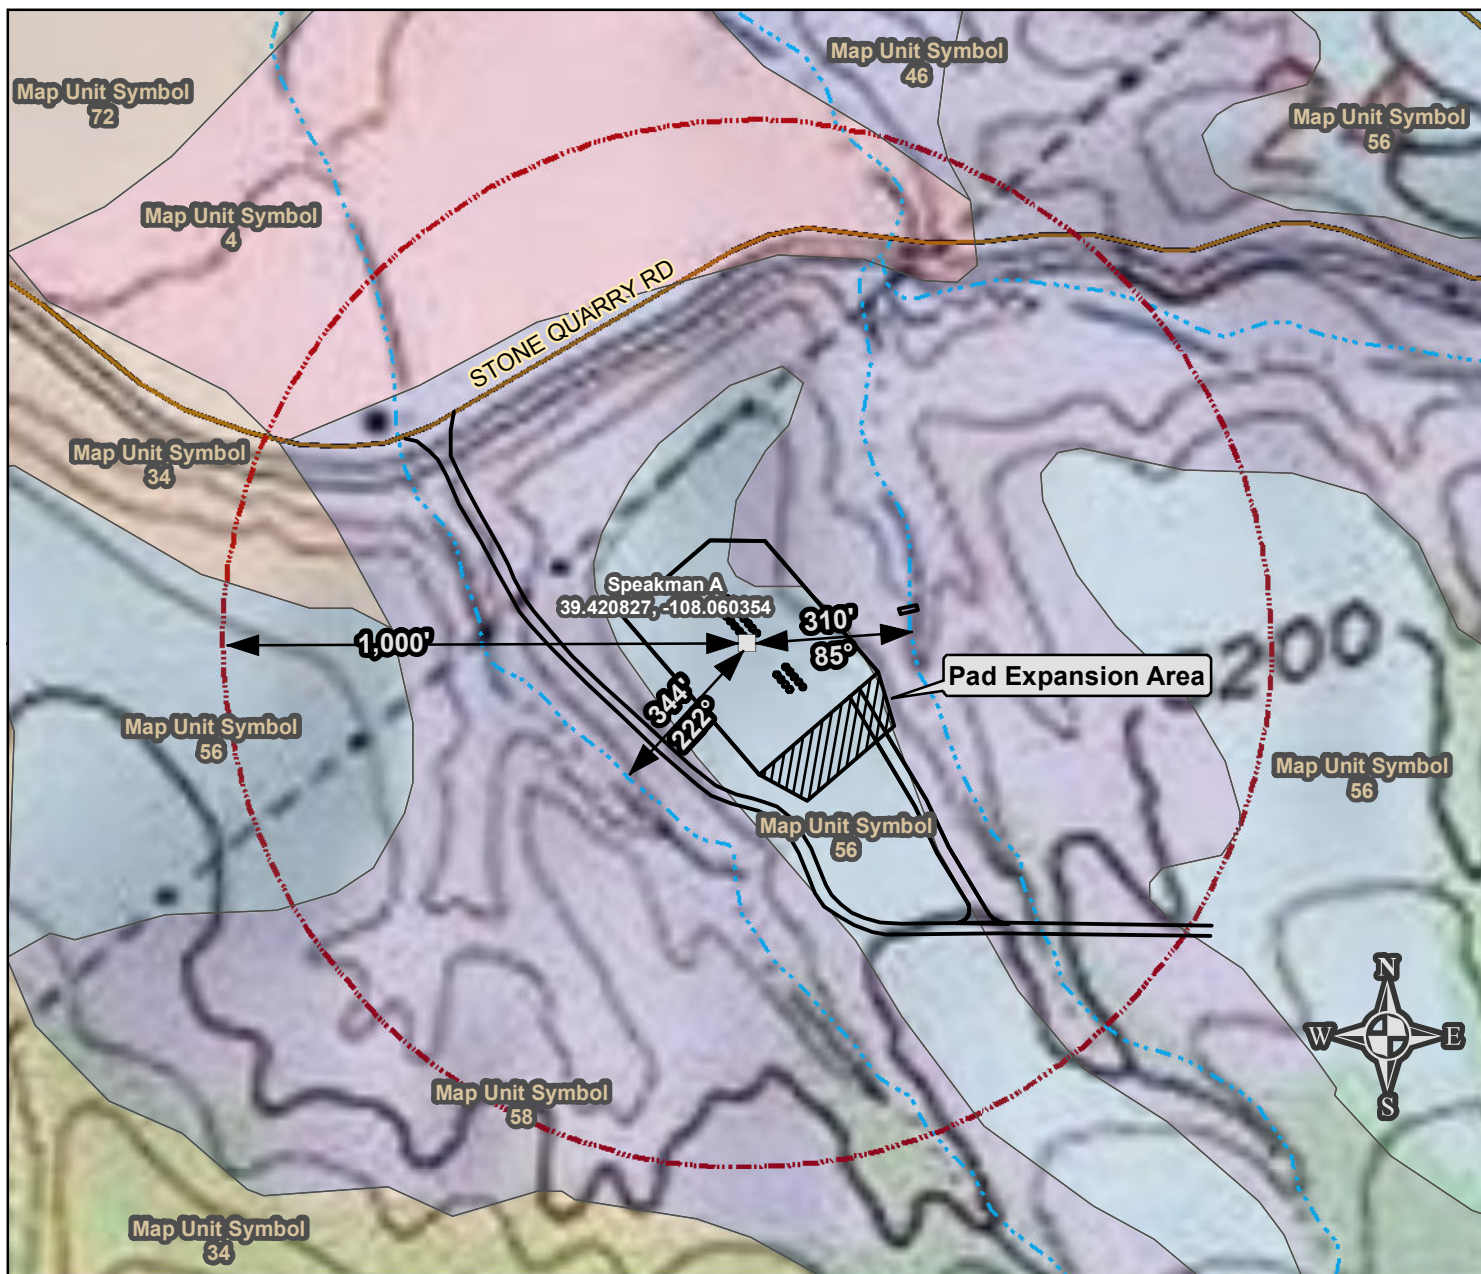 Map Unit Symbol
46
Map Unit Symbol
72
Map Unit Symbol
56
Map Unit Symbol
4
STONE QUARRY RD
Map Unit Symbol
34
Speakman A
39.420827, -108.060354
310'
85°
1,000'
344'
222°
Pad Expansion Area
Map Unit Symbol
56
Map Unit Symbol
56
Map Unit Symbol
56
N
W
E
S
Map Unit Symbol
58
Map Unit Symbol
34